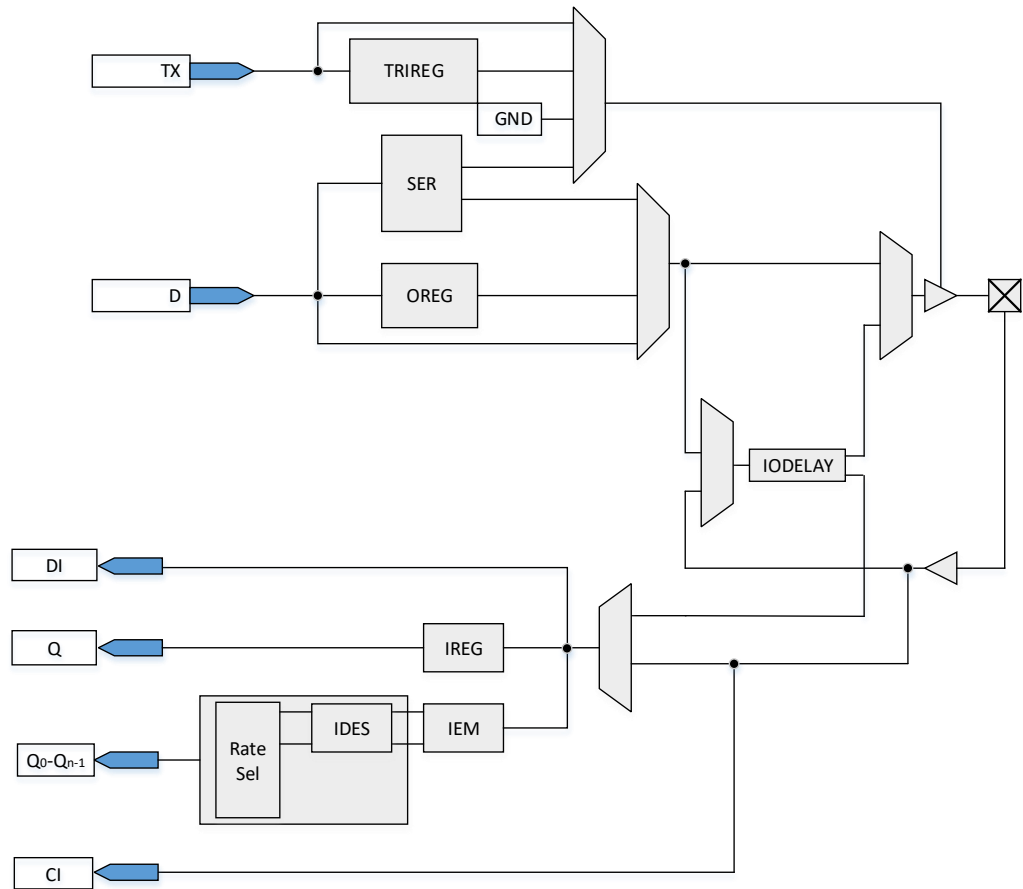 TX
TRIREG
GND
SER
D
OREG
IODELAY
DI
Q
IREG
Q0-Qn-1
Rate
Sel
IDES
IEM
CI